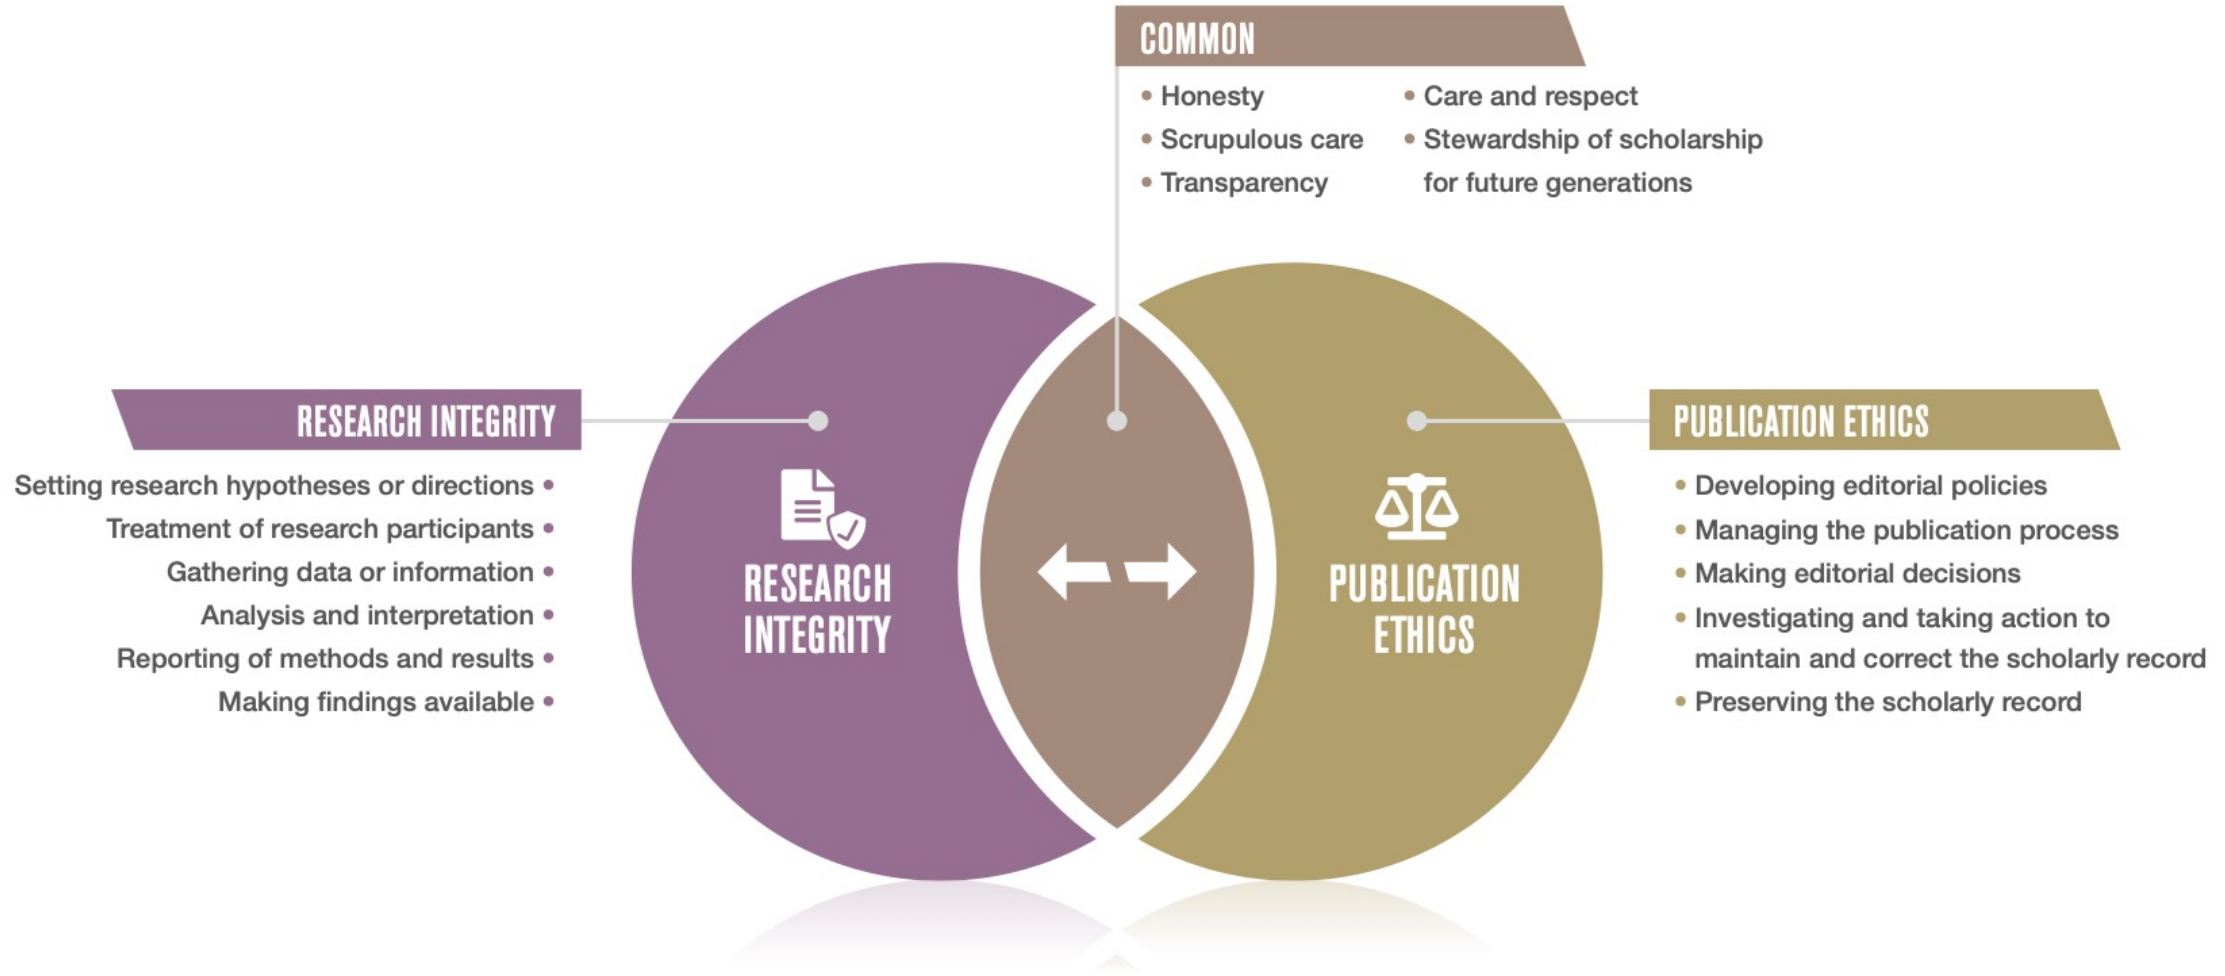 COMMON
• Honesty
• Scrupulous care
• Transparency
• Care and respect
• Stewardship of scholarship
for future generations
RESEARCH INTEGRITY
Setting research hypotheses or directions •
Treatment of research participants •
Gathering data or information •
Analysis and interpretation •
Reporting of methods and results •
Making findings available •
RESEARCH
INTEGRITY
PUBLICATION
ETHICS
PUBLICATION ETHICS
• Developing editorial policies
• Managing the publication process
• Making editorial decisions
• Investigating and taking action to
maintain and correct the scholarly record
• Preserving the scholarly record